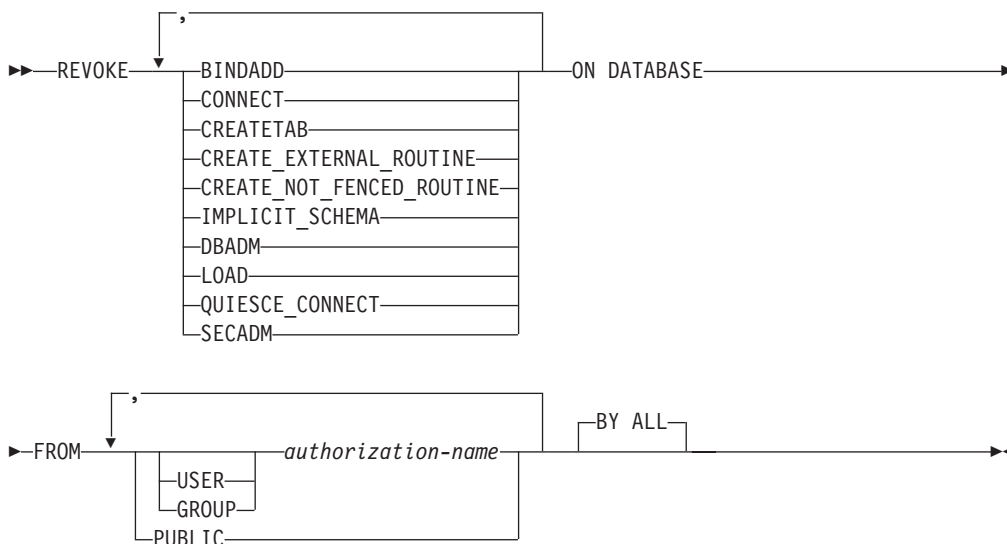 ,
REVOKE BINDADD ON DATABASE
CONNECT
CREATETAB
CREATE_EXTERNAL_ROUTINE
CREATE_NOT_FENCED_ROUTINE
IMPLICIT_SCHEMA
DBADM
LOAD
QUIESCE_CONNECT
SECADM
,
BY ALL
FROM authorization-name
USER
GROUP
PUBLIC